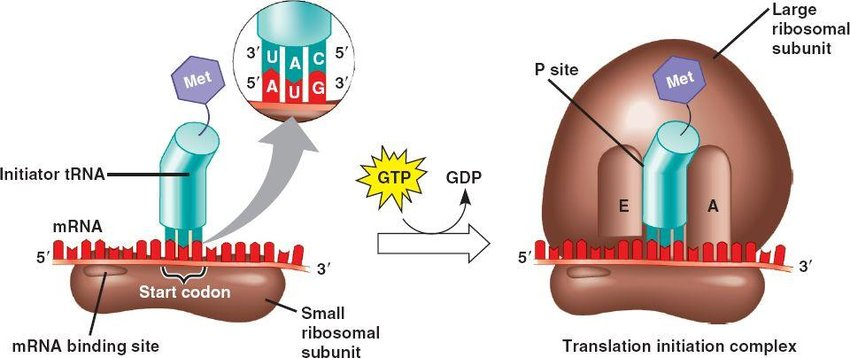 3′ U A C 5′
5′ A U G 3′
Met
Initiator tRNA
mRNA
5′
3′
Start codon
mRNA binding site
Small
ribosomal
subunit
GTP
GDP
Large
ribosomal
subunit
P site
Met
E
A
5′
3′
Translation initiation complex